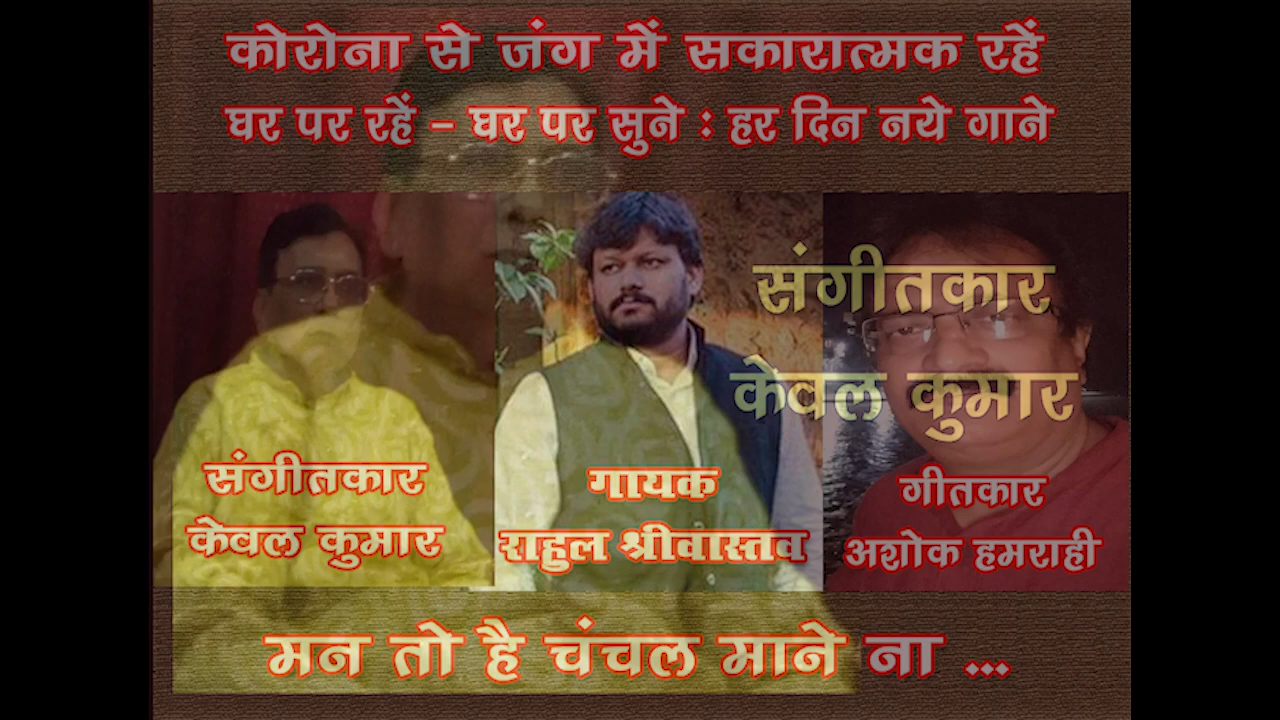 कोरोना से जंग में सकारात्मक रहें
घर पर रहें - घर पर सुने : हर दिन नये गाने
संगीतकार
केवल कुमार
संगीतकार
केवल कुमार
गायक
राहुल श्रीवास्तव
गीतकार
अशोक हमराही
मन तो है चंचल माने ना ...